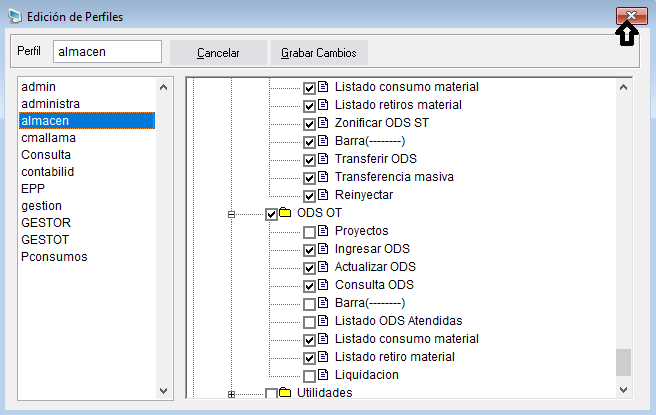 Edición de Perfiles
Perfil almacen Cancelar Grabar Cambios
admin
administra
almacen
cmallama
Consulta
contabilid
EPP
gestion
GESTOR
GESTOT
Pconsumos
Listado consumo material
Listado retiros material
Zonificar ODS ST
Barra(--------)
Transferir ODS
Transferencia masiva
Reinyectar
ODS OT
Proyectos
Ingresar ODS
Actualizar ODS
Consulta ODS
Barra(--------)
Listado ODS Atendidas
Listado consumo material
Listado retiro material
Liquidacion
Utilidades